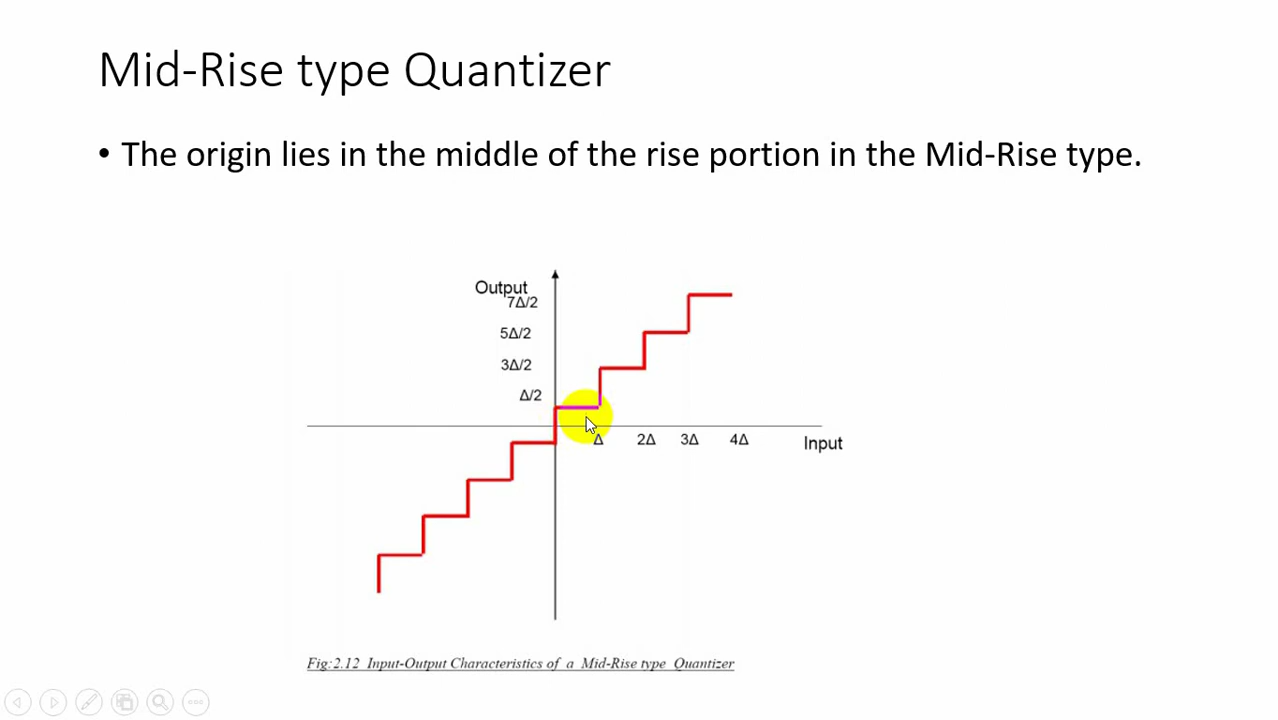 Mid-Rise type Quantizer
• The origin lies in the middle of the rise portion in the Mid-Rise type.
Output
7Δ/2
5Δ/2
3Δ/2
Δ/2
Δ 2Δ 3Δ 4Δ Input
Fig:2.12 Input-Output Characteristics of a Mid-Rise type Quantizer